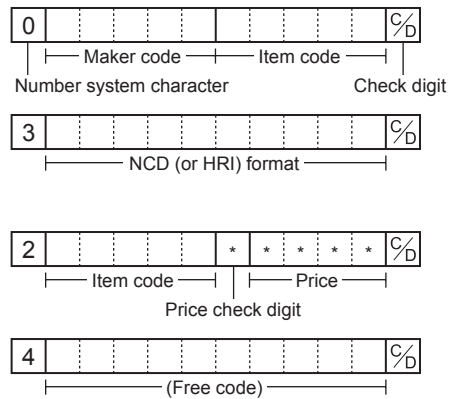 0 C/D
Maker code Item code
Number system character Check digit
3 C/D
NCD (or HRI) format
2 * * * * * C/D
Item code Price
Price check digit
4 C/D
(Free code)